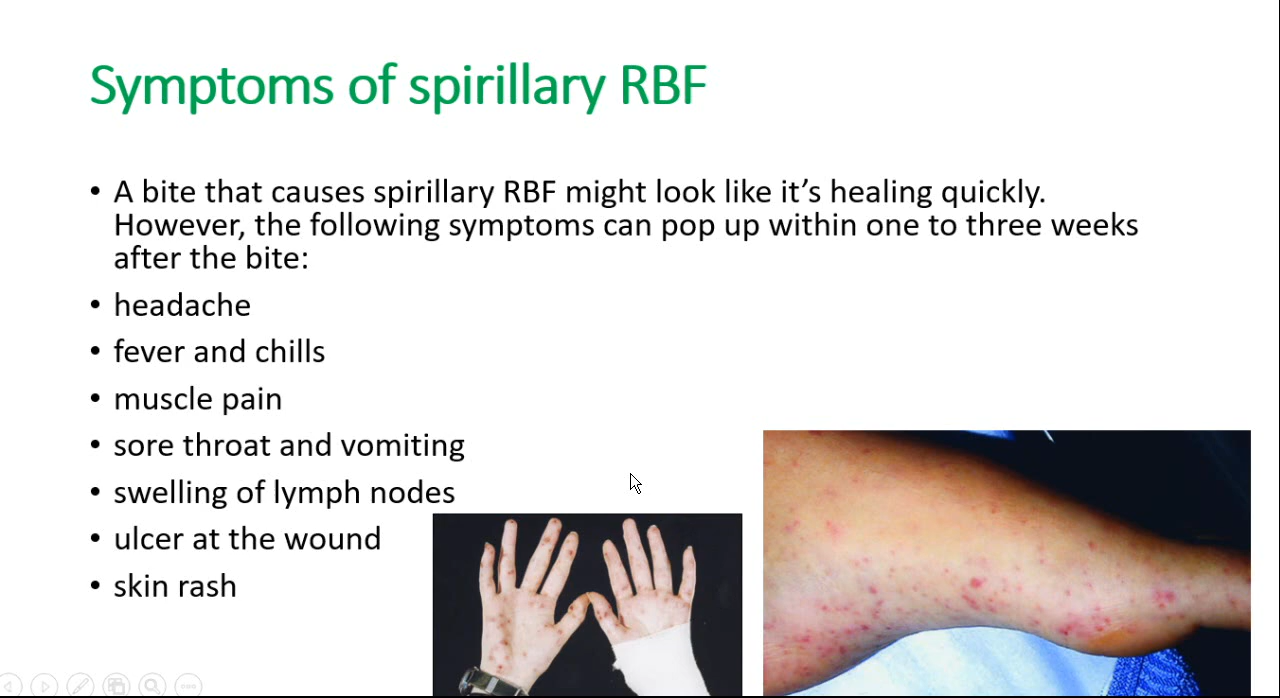 Symptoms of spirillary RBF
• A bite that causes spirillary RBF might look like it’s healing quickly.
However, the following symptoms can pop up within one to three weeks
after the bite:
• headache
• fever and chills
• muscle pain
• sore throat and vomiting
• swelling of lymph nodes
• ulcer at the wound
• skin rash